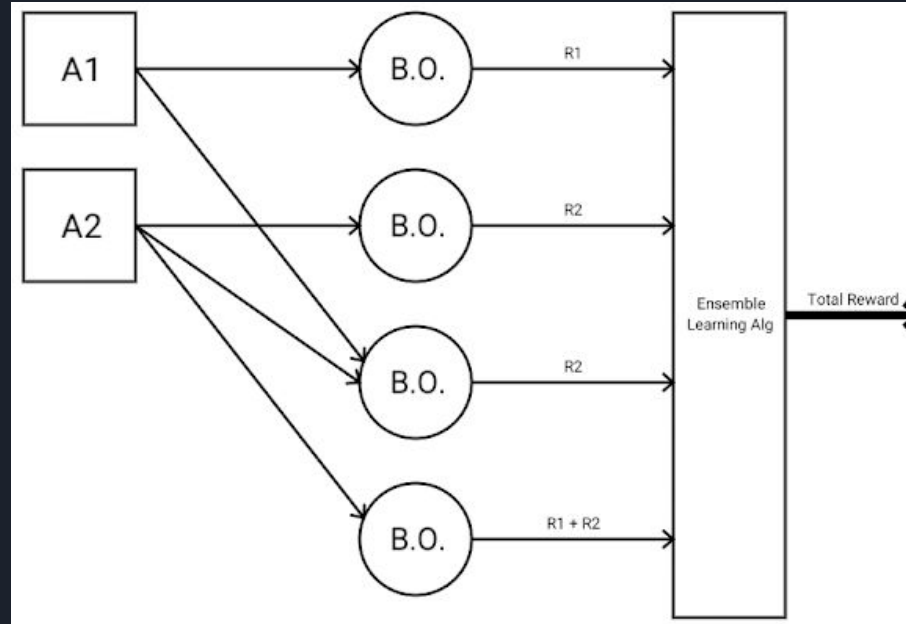 A1
B.O.
R1
A2
B.O.
R2
Ensemble
Learning Alg
Total Reward
B.O.
R2
B.O.
R1 + R2